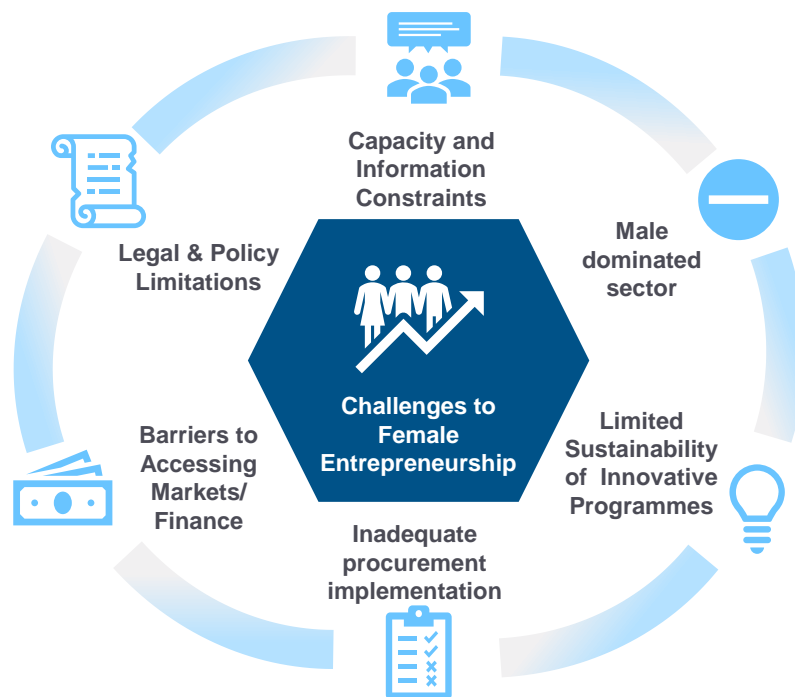 Capacity and
Information
Constraints
Male
dominated
sector
Legal & Policy
Limitations
Challenges to
Female
Entrepreneurship
Limited
Sustainability
of Innovative
Programmes
Barriers to
Accessing
Markets/
Finance
Inadequate
procurement
implementation